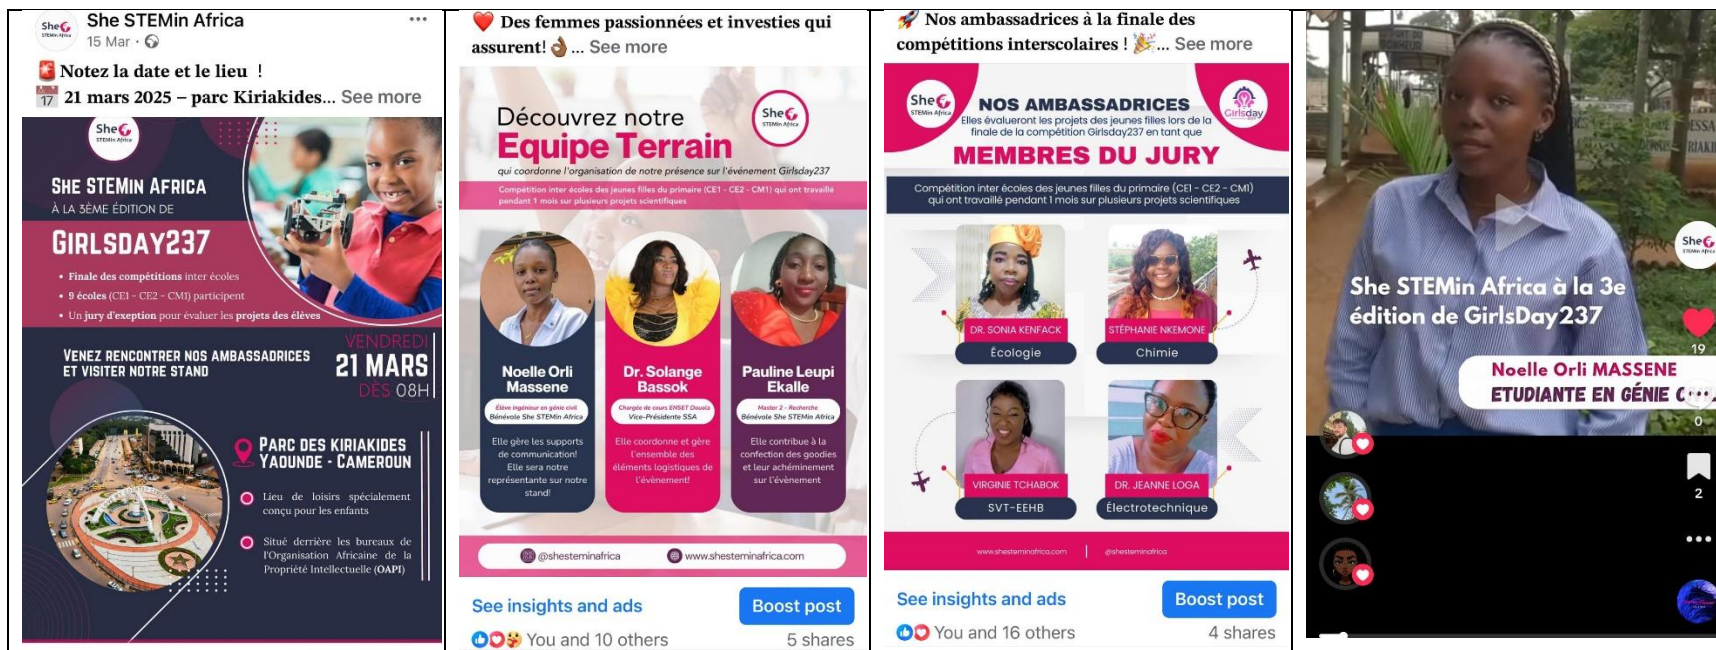 She STEMin Africa
15 Mar
Notez la date et le lieu !
17 21 mars 2025 – parc Kiriakides... See more
She
STEMin Africa
SHE STEMIN AFRICA
À LA 3ÈME ÉDITION DE
GIRLSDAY237
• Finale des compétitions inter écoles
• 9 écoles (CE1 - CE2 - CM1) participent
• Un jury d'exeption pour évaluer les projets des élèves
VENEZ RENCONTRER NOS AMBASSADRICES
ET VISITER NOTRE STAND
VENDREDI
21 MARS
DÈS 08H
PARC DES KIRIAKIDES
YAOUNDE - CAMEROUN
Lieu de loisirs spécialement
conçu pour les enfants
Situé derrière les bureaux de
l'Organisation Africaine de la
Propriété Intellectuelle (OAPI)
Des femmes passionnées et investies qui
assurent! ... See more
Découvrez notre
Equipe Terrain
qui coordonne l'organisation de notre présence sur l'événement Girlsday237
She
STEMin Africa
Compétition inter écoles des jeunes filles du primaire (CE1 - CE2 - CM1) qui ont travaillé
pendant 1 mois sur plusieurs projets scientifiques
Noelle Orli
Massene
Élève ingénieur en génie civil
Bénévole She STEMin Africa
Elle gère les supports
de communication!
Elle sera notre
représentante sur notre
stand!
Dr. Solange
Bassok
Chargée de cours ENSET Douala
Vice-Présidente SSA
Elle coordonne et gère
l'ensemble des
éléments logistiques de
l'évènement!
Pauline Leupi
Ekalle
Master 2 - Recherche
Bénévole She STEMin Africa
Elle contribue à la
confection des goodies
et leur achéminement
sur l'évènement
@shesteminafrica
www.shesteminafrica.com
See insights and ads
Boost post
You and 10 others
5 shares
Nos ambassadrices à la finale des
compétitions interscolaires ! ... See more
She
STEMin Africa
Girlsday
NOS AMBASSADRICES
Elles évalueront les projets des jeunes filles lors de la
finale de la compétition Girlsday237 en tant que
MEMBRES DU JURY
Compétition inter écoles des jeunes filles du primaire (CE1 - CE2 - CM1)
qui ont travaillé pendant 1 mois sur plusieurs projets scientifiques
DR. SONIA KENFACK
Écologie
STÉPHANIE NKEMONE
Chimie
VIRGINIE TCHABOK
SVT-EEHB
DR. JEANNE LOGA
Électrotechnique
www.shesteminafrica.com
@shesteminafrica
See insights and ads
Boost post
You and 16 others
4 shares
She
STEMin Africa
She STEMin Africa à la 3e
édition de GirlsDay237
19
Noelle Orli MASSENE
ETUDIANTE EN GÉNIE
0
2